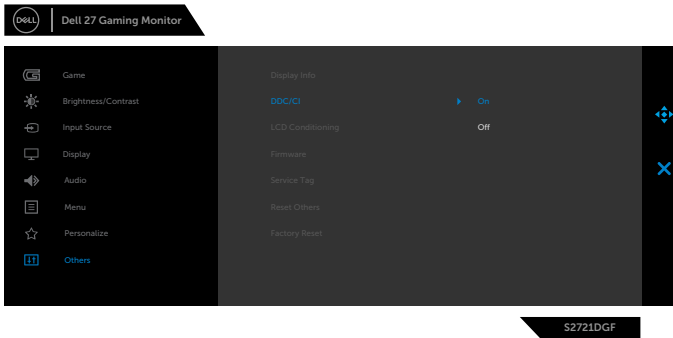 DELL
Dell 27 Gaming Monitor
Game
Brightness/Contrast
Input Source
Display
Audio
Menu
Personalize
Others
Display Info
DDC/CI
On
LCD Conditioning
Off
Firmware
Service Tag
Reset Others
Factory Reset
S2721DGF